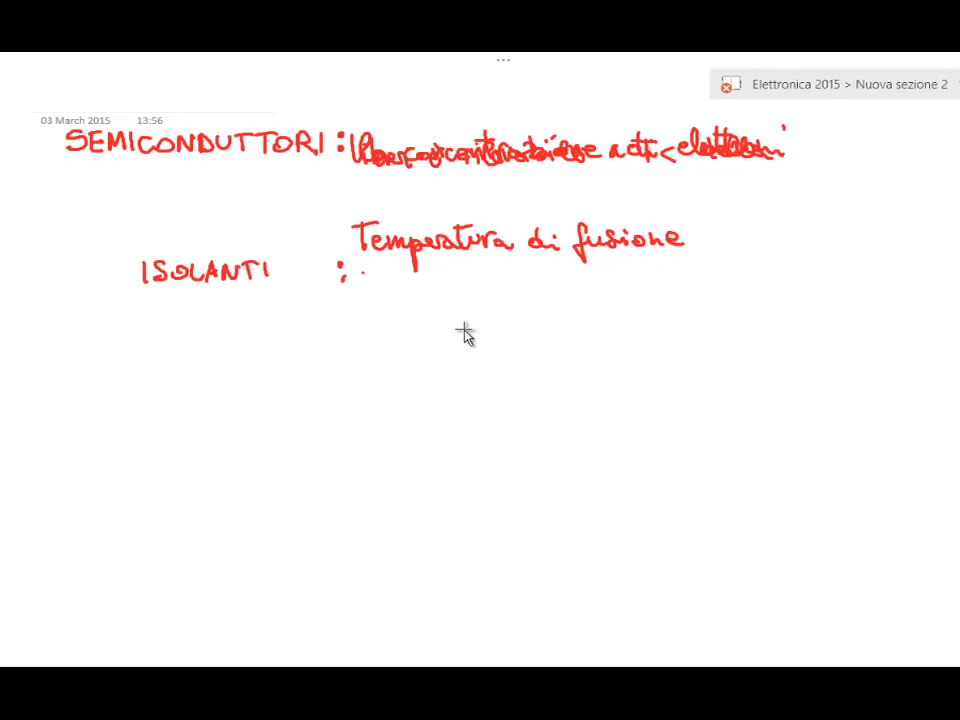 ...
Elettronica 2015 > Nuova sezione 2
03 March 2015 13:56
SEMICONDUTTORI :
Temperatura di fusione
ISOLANTI :